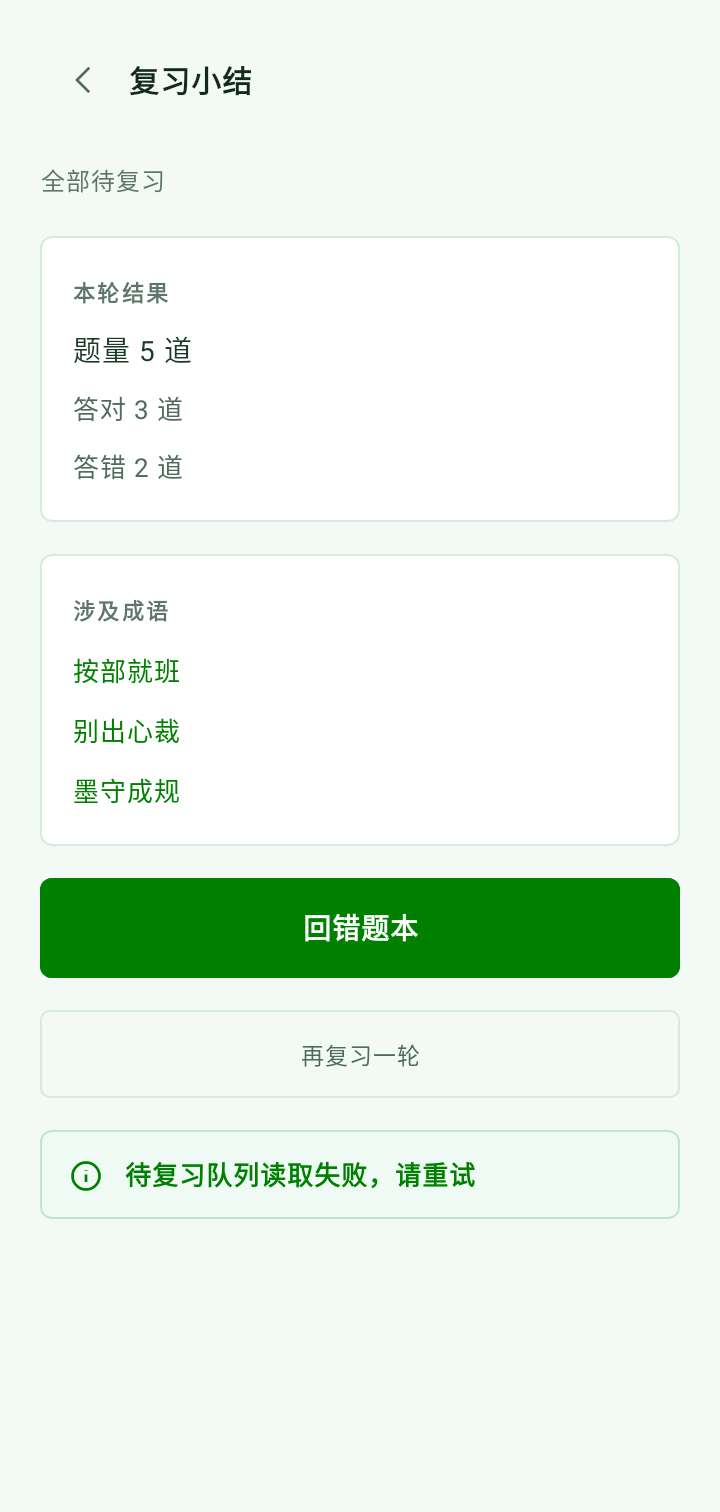 复习小结
全部待复习
本轮结果
题量 5 道
答对 3 道
答错 2 道
涉及成语
按部就班
别出心裁
墨守成规
回错题本
再复习一轮
待复习队列读取失败，请重试